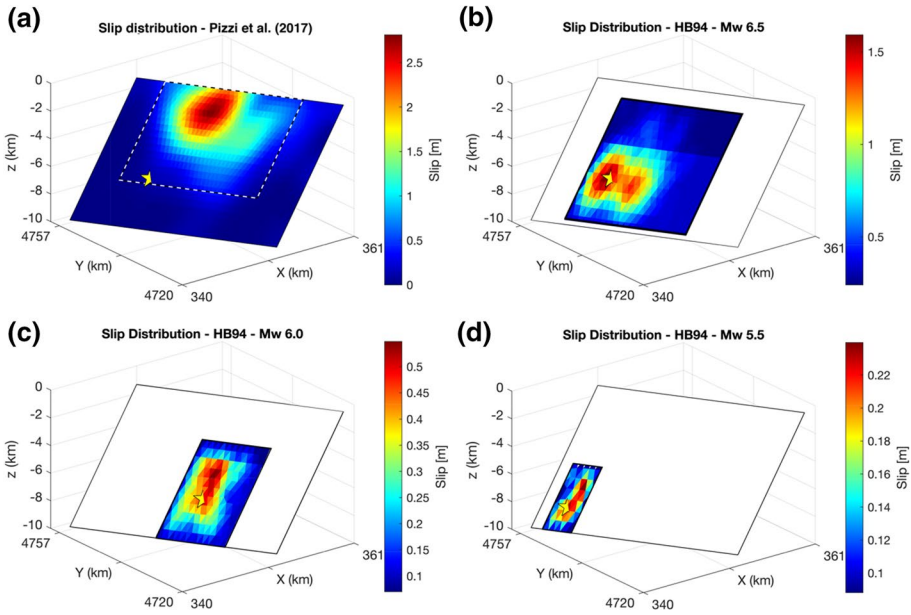 (a)
Slip distribution - Pizzi et al. (2017)
0
-2
-4
-6
-8
-10
z (km)
4757
Y (km)
4720
340
X (km)
361
2.5
2
1.5
1
0.5
0
Slip [m]
(b)
Slip Distribution - HB94 - Mw 6.5
0
-2
-4
-6
-8
-10
z (km)
4757
Y (km)
4720
340
X (km)
361
1.5
1
0.5
Slip [m]
(c)
Slip Distribution - HB94 - Mw 6.0
0
-2
-4
-6
-8
-10
z (km)
4757
Y (km)
4720
340
X (km)
361
0.5
0.45
0.4
0.35
0.3
0.25
0.2
0.15
0.1
Slip [m]
(d)
Slip Distribution - HB94 - Mw 5.5
0
-2
-4
-6
-8
-10
z (km)
4757
Y (km)
4720
340
X (km)
361
0.22
0.2
0.18
0.16
0.14
0.12
0.1
Slip [m]